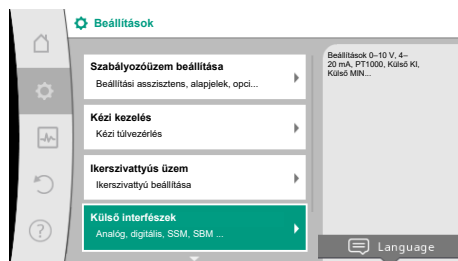 Beállítások
Szabályozóüzem beállítása
Beállítási asszisztens, alapjelek, opci...
Kézi kezelés
Kézi túlvezérlés
Ikerszivattyús üzem
Ikerszivattyú beállítása
Külső interfészek
Analóg, digitális, SSM, SBM ...
Beállítások 0–10 V, 4–
20 mA, PT1000, Külső KI,
Külső MIN...
Language